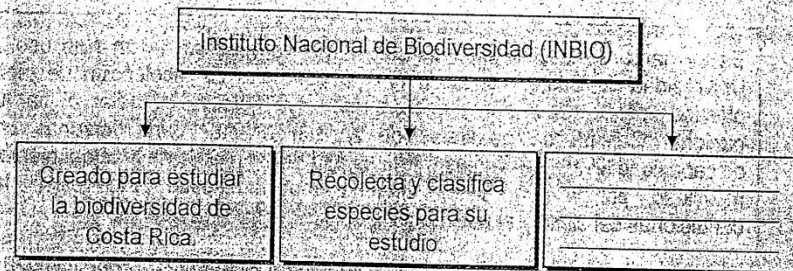 Instituto Nacional de Biodiversidad (INBIO)
Creado para estudiar
la biodiversidad de
Costa Rica.
Recolecta y clasifica
especies para su
estudio